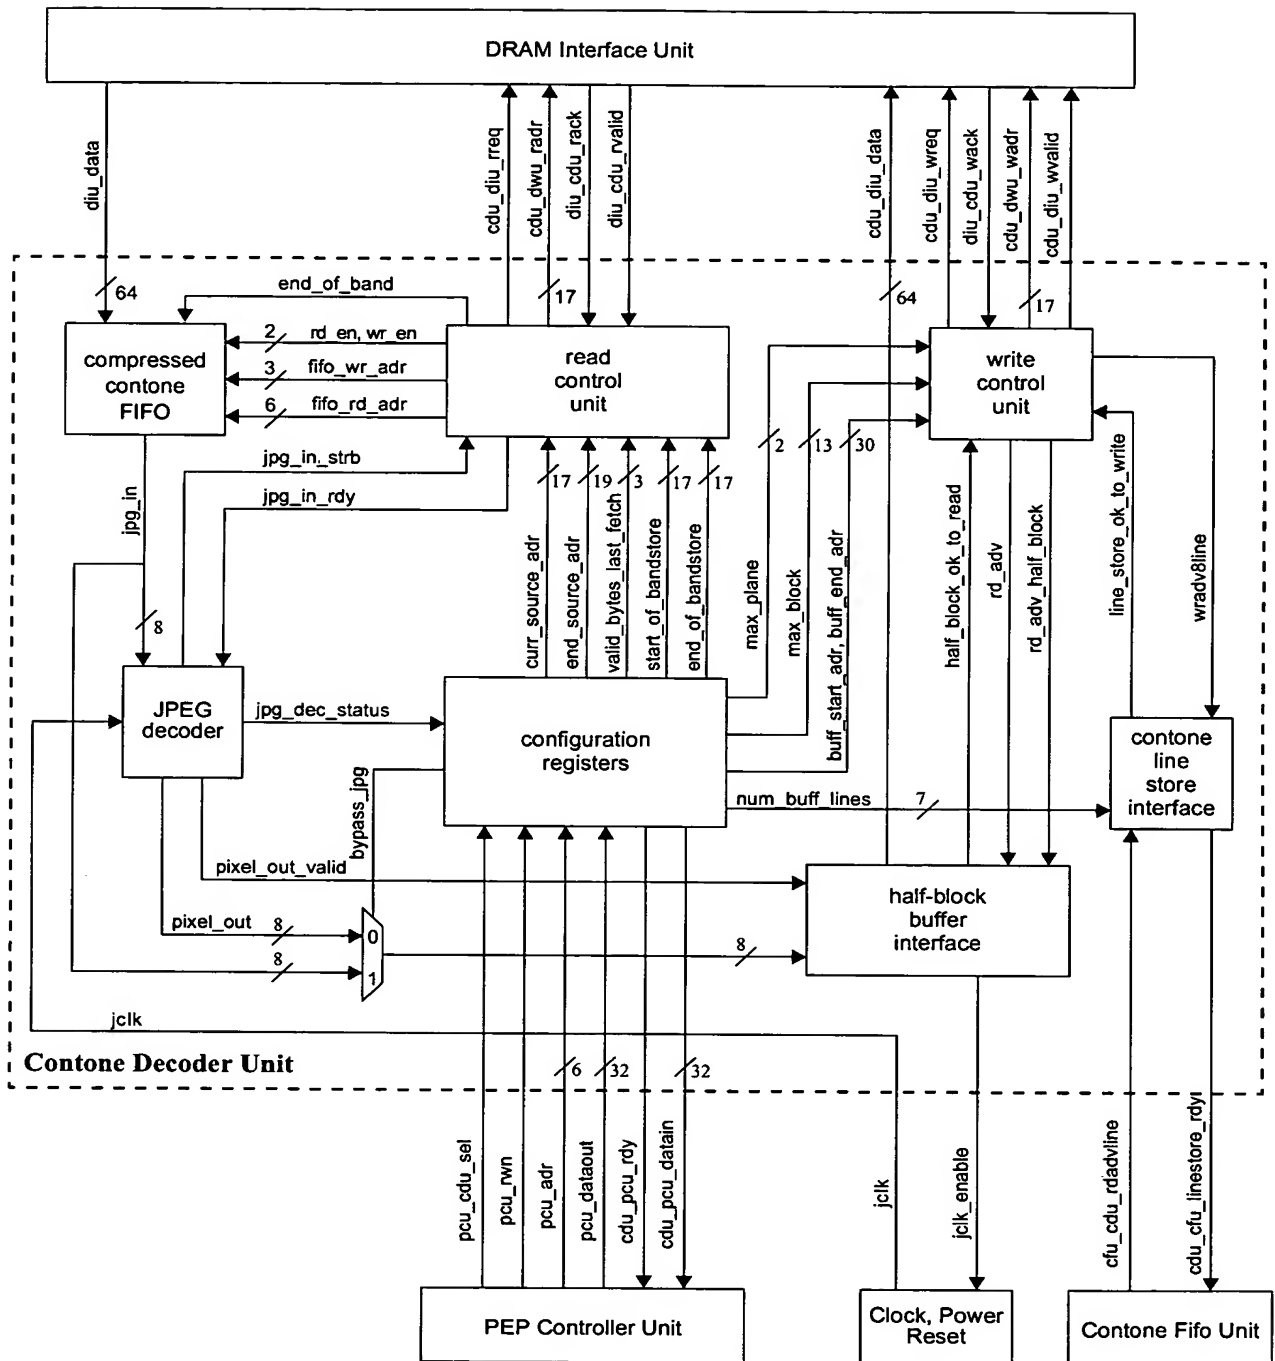 DRAM Interface Unit
diu_data
cdu_diu_rreq
cdu_dwu_radr
diu_cdu_rack
diu_cdu_rvalid
cdu_diu_data
cdu_diu_wreq
diu_cdu_wack
cdu_dwu_wadr
cdu_diu_wvalid
64
17
64
17
end_of_band
compressed
contone
FIFO
2
rd_en, wr_en
3
fifo_wr_adr
6
fifo_rd_adr
read
control
unit
write
control
unit
2
13
30
jpg_in
jpg_in_strb
jpg_in_rdy
8
17
19
3
17
17
curr_source_adr
end_source_adr
valid_bytes_last_fetch
start_of_bandstore
end_of_bandstore
max_plane
max_block
buff_start_adr, buff_end_adr
half_block_ok_to_read
rd_adv
rd_adv_half_block
line_store_ok_to_write
wradv8line
JPEG
decoder
jpg_dec_status
configuration
registers
contone
line
store
interface
bypass_jpg
num_buff_lines
7
pixel_out_valid
pixel_out
8
0
8
1
8
half-block
buffer
interface
jclk
Contone Decoder Unit
6
32
32
pcu_cdu_sel
pcu_rwn
pcu_adr
pcu_dataout
cdu_pcu_rdy
cdu_pcu_datain
jclk
jclk_enable
cfu_cdu_rdadvline
cdu_cfu_linestore_rdy
PEP Controller Unit
Clock, Power
Reset
Contone Fifo Unit